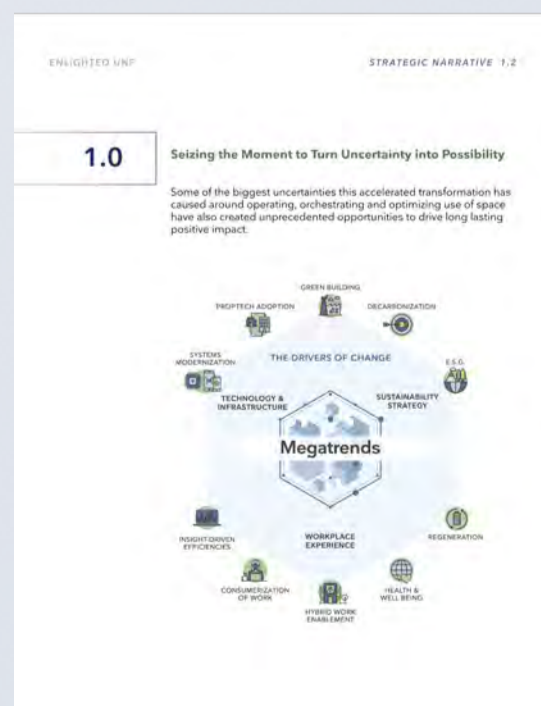 ENLIGHTED UNP
STRATEGIC NARRATIVE 1.2
1.0
Seizing the Moment to Turn Uncertainty into Possibility
Some of the biggest uncertainties this accelerated transformation has
caused around operating, orchestrating and optimizing use of space
have also created unprecedented opportunities to drive long lasting
positive impact.
GREEN BUILDING
PROPTECH ADOPTION
DECARBONIZATION
SYSTEMS
MODERNIZATION
THE DRIVERS OF CHANGE
E.S.G.
TECHNOLOGY &
INFRASTRUCTURE
SUSTAINABILITY
STRATEGY
Megatrends
INSIGHT-DRIVEN
EFFICIENCIES
WORKPLACE
EXPERIENCE
REGENERATION
CONSUMERIZATION
OF WORK
HEALTH &
WELL BEING
HYBRID WORK
ENABLEMENT